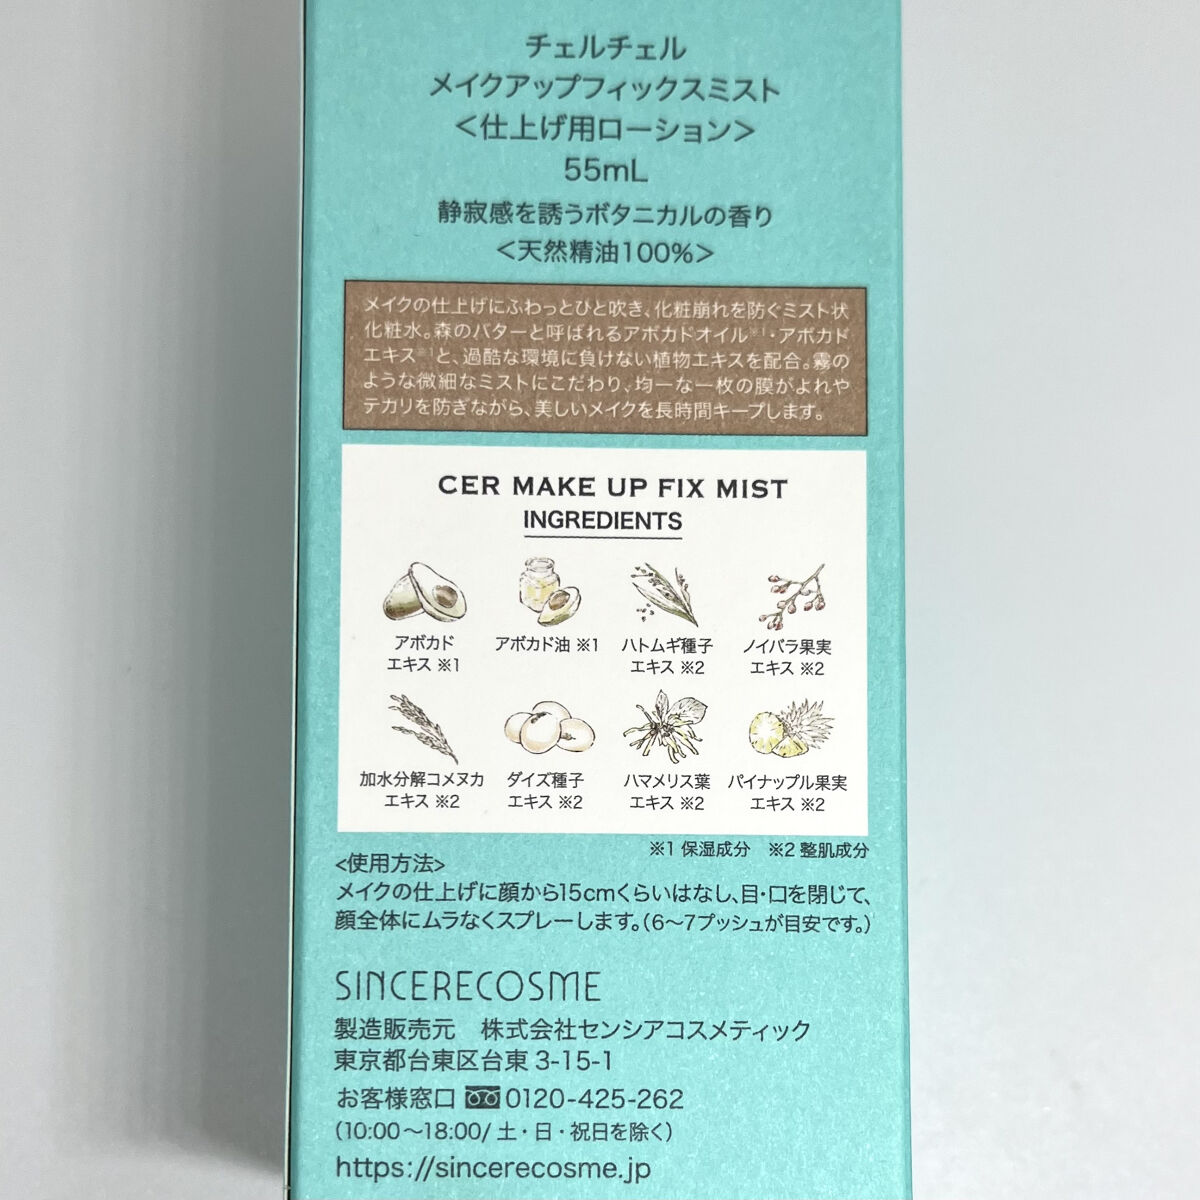 チェルチェル
メイクアップフィックスミスト
＜仕上げ用ローション＞
55mL
静寂感を誘うボタニカルの香り
＜天然精油100%＞
メイクの仕上げにふわっとひと吹き、化粧崩れを防ぐミスト状
化粧水。森のバターと呼ばれるアボカドオイル※1・アボカド
エキス※1と、過酷な環境に負けない植物エキスを配合。霧の
ような微細なミストにこだわり、均一な一枚の膜がよれや
テカリを防ぎながら、美しいメイクを長時間キープします。
CER MAKE UP FIX MIST
INGREDIENTS
アボカド
エキス ※1
アボカド油 ※1
ハトムギ種子
エキス ※2
ノイバラ果実
エキス ※2
加水分解コメヌカ
エキス ※2
ダイズ種子
エキス ※2
ハマメリス葉
エキス ※2
パイナップル果実
エキス ※2
※1 保湿成分　※2 整肌成分
<使用方法>
メイクの仕上げに顔から15cmくらいはなし、目・口を閉じて、
顔全体にムラなくスプレーします。（6～7プッシュが目安です。）
SINCERECOSME
製造販売元　株式会社センシアコスメティック
東京都台東区台東 3-15-1
お客様窓口 0120-425-262
（10:00～18:00/ 土・日・祝日を除く）
https://sincerecosme.jp